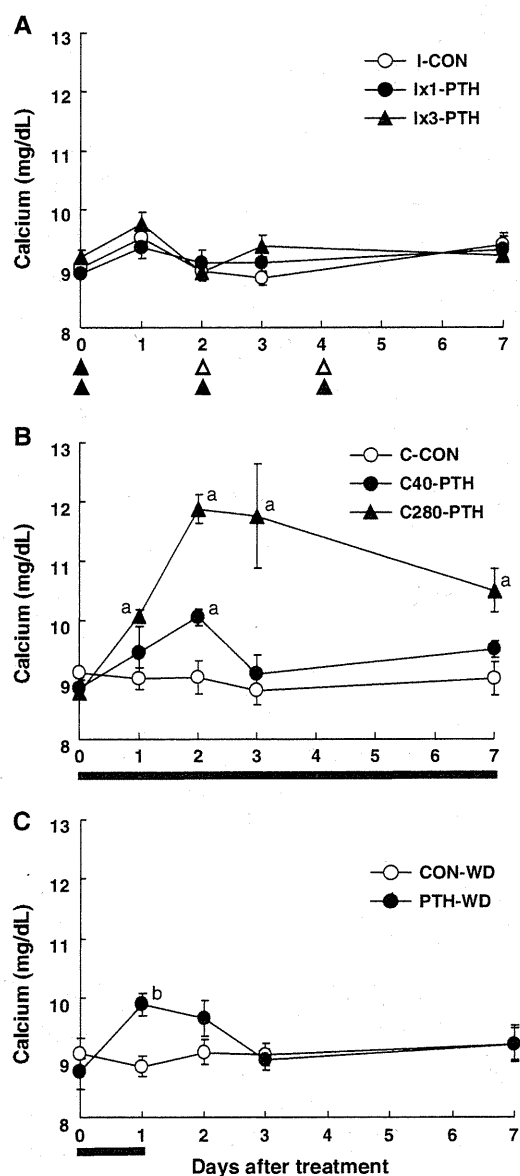 A
Calcium (mg/dL)
13
12
11
10
9
8
I-CON
Ix1-PTH
Ix3-PTH
0 1 2 3 4 5 6 7
B
Calcium (mg/dL)
13
12
11
10
9
8
C-CON
C40-PTH
C280-PTH
a a a a a
0 1 2 3 4 5 6 7
C
Calcium (mg/dL)
13
12
11
10
9
8
CON-WD
PTH-WD
b
0 1 2 3 4 5 6 7
Days after treatment